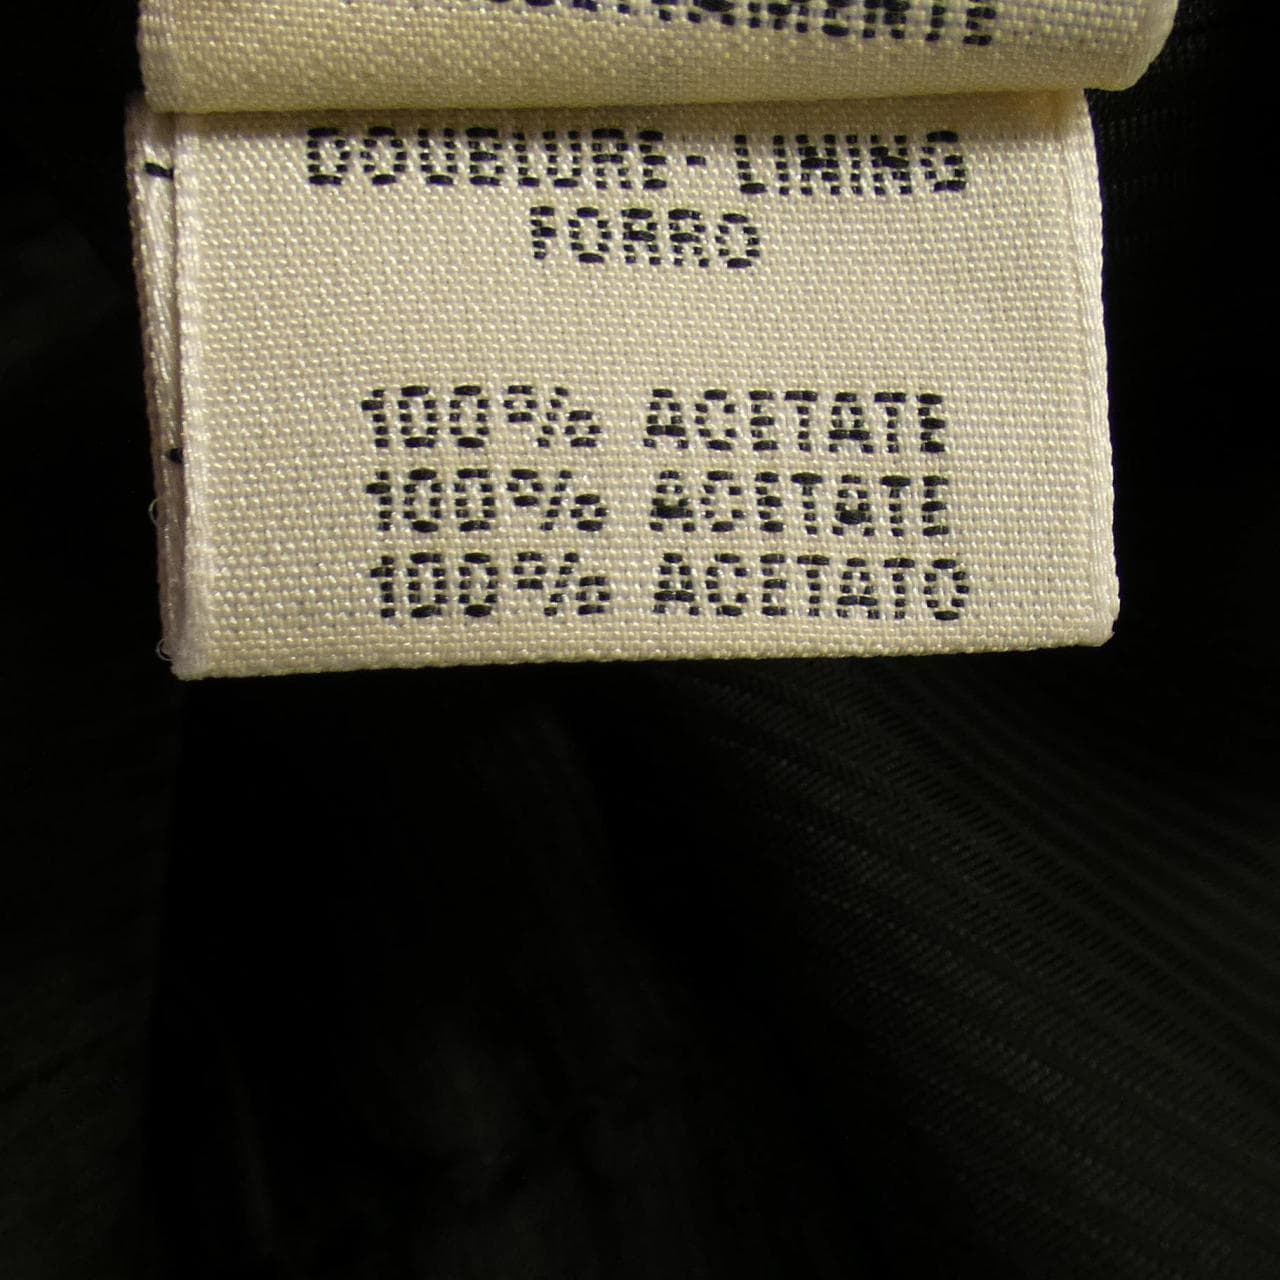 DOUBLURE - LINING
FORRO
100% ACETATE
100% ACETATE
100% ACETATO